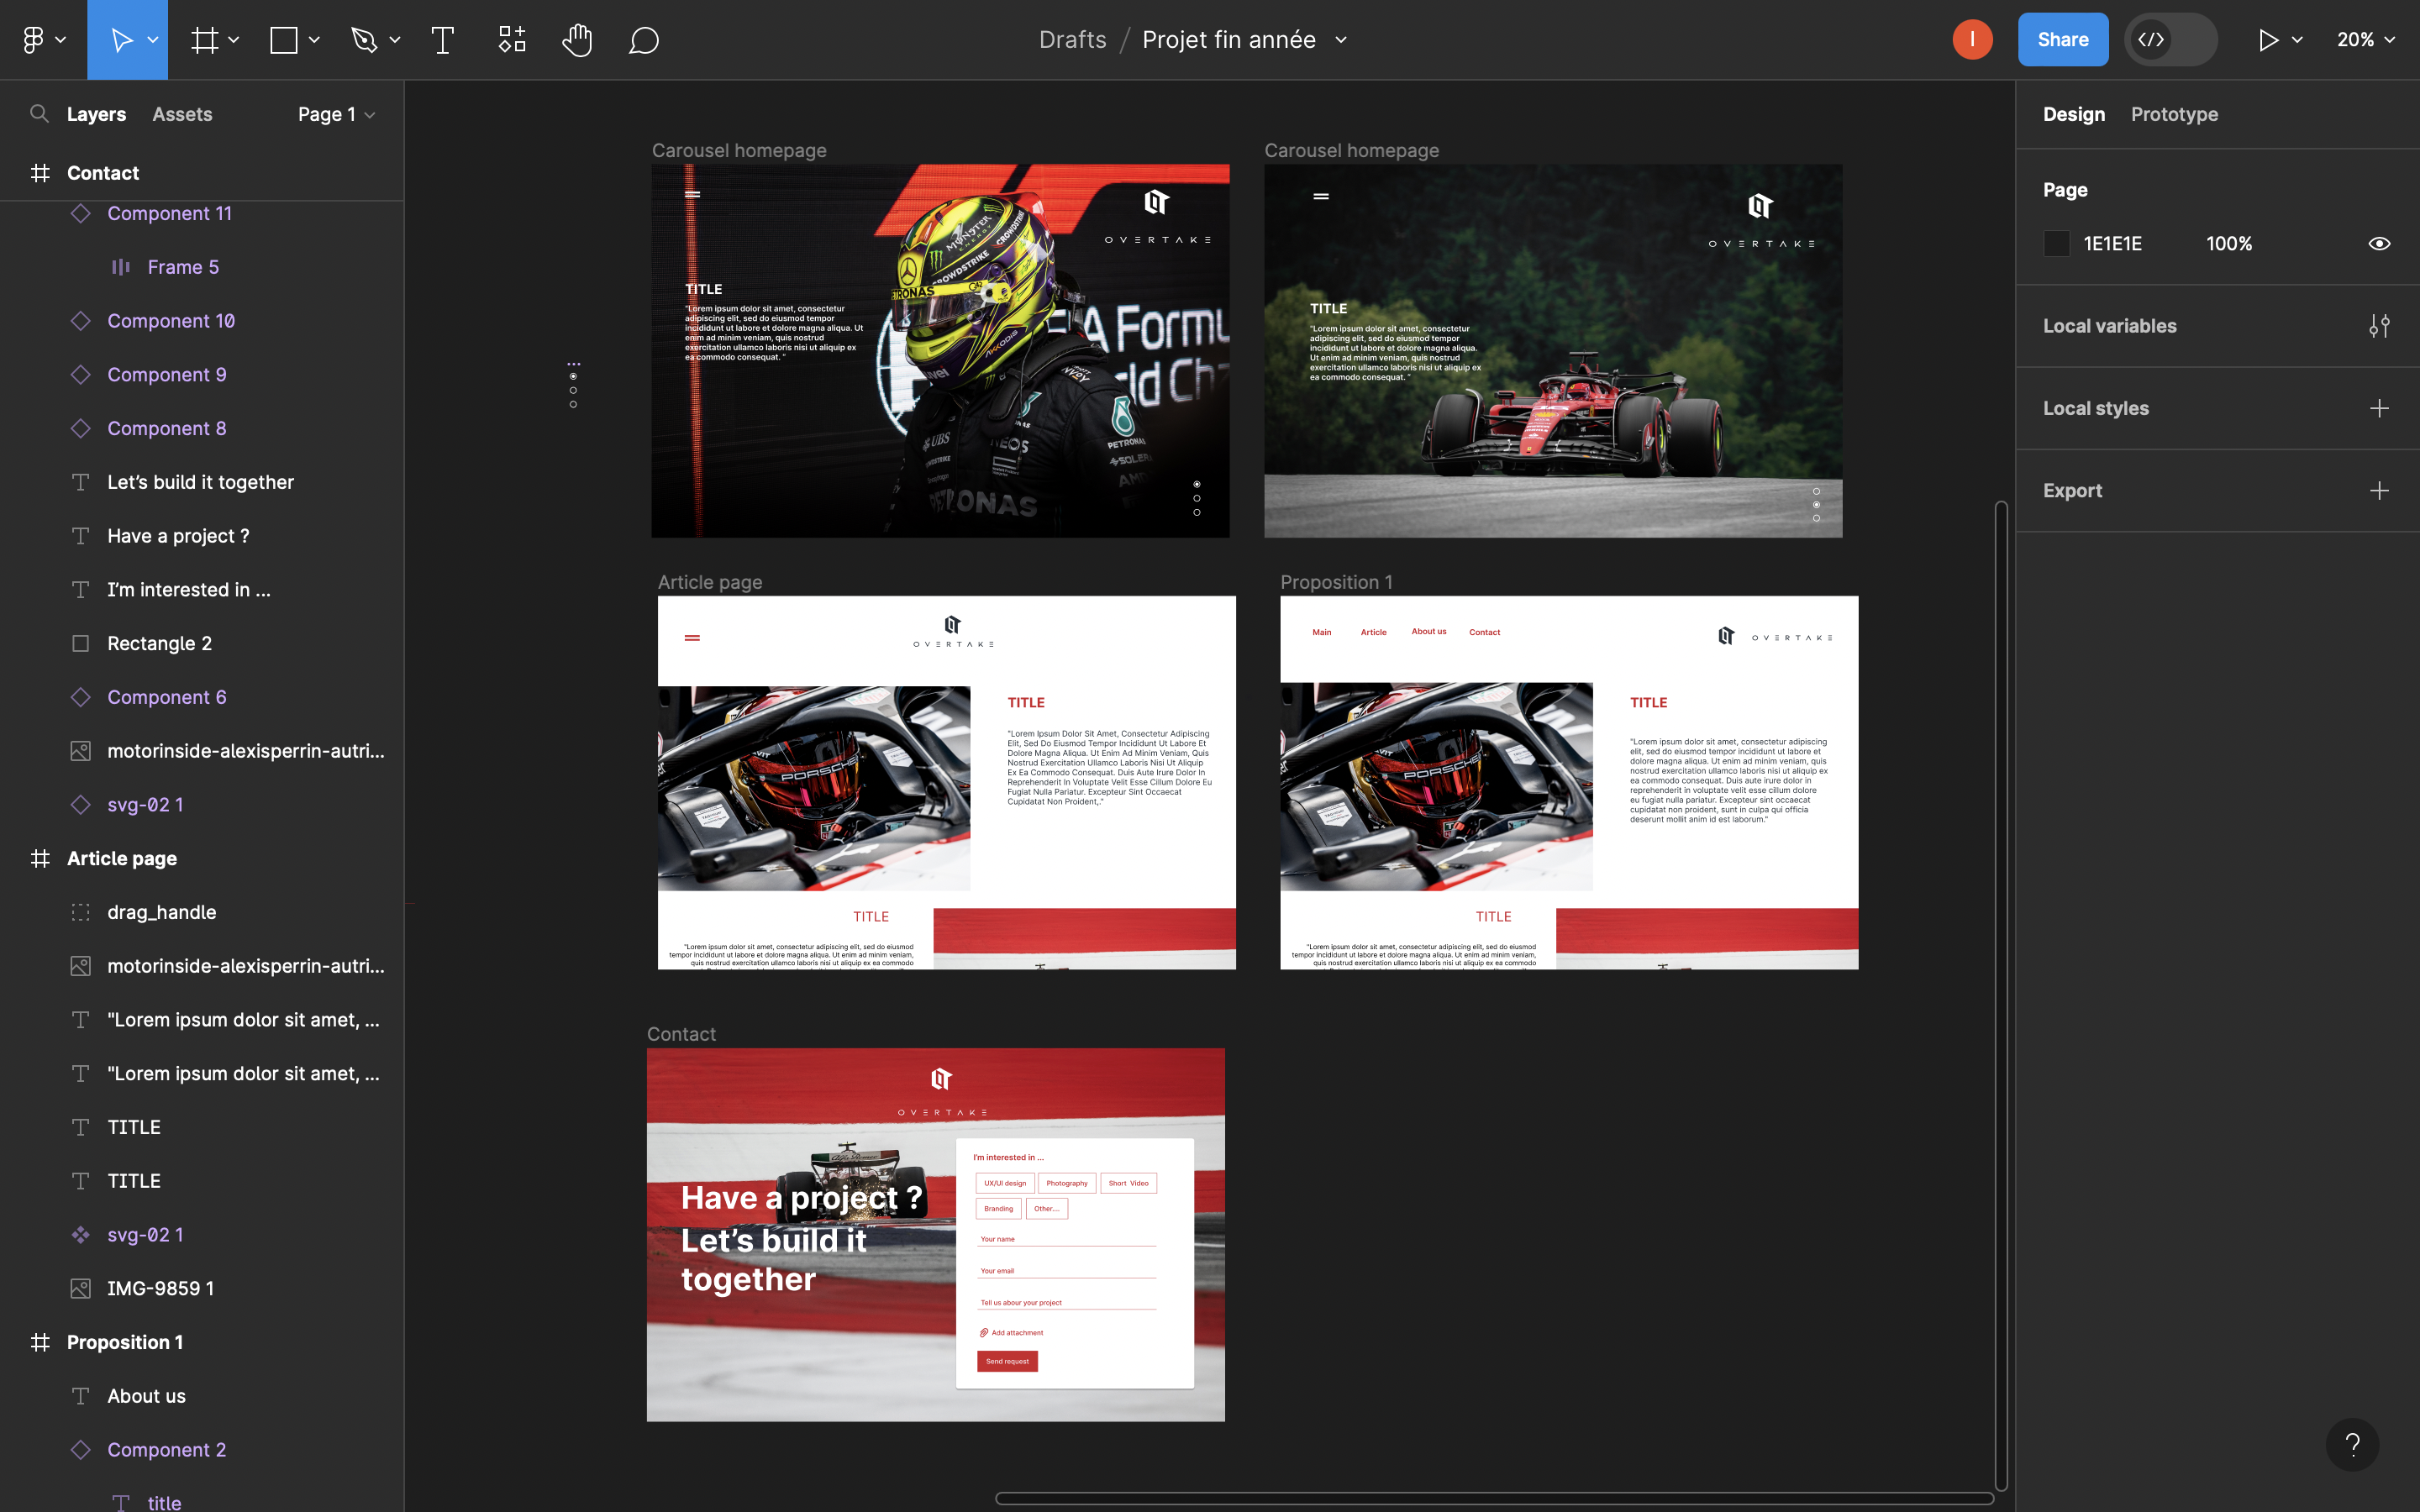 Drafts / Projet fin année
I
Share
20%
Layers
Assets
Page 1
Contact
Component 11
Frame 5
Component 10
Component 9
Component 8
Let’s build it together
Have a project ?
I’m interested in ...
Rectangle 2
Component 6
motorinside-alexisperrin-autri...
svg-02 1
Article page
drag_handle
motorinside-alexisperrin-autri...
"Lorem ipsum dolor sit amet, ...
"Lorem ipsum dolor sit amet, ...
TITLE
TITLE
svg-02 1
IMG-9859 1
Proposition 1
About us
Component 2
title
Carousel homepage
OVERTAKE
TITLE
"Lorem ipsum dolor sit amet, consectetur
adipiscing elit, sed do eiusmod tempor
incididunt ut labore et dolore magna aliqua. Ut
enim ad minim veniam, quis nostrud
exercitation ullamco laboris nisi ut aliquip ex
ea commodo consequat. "
MONSTER
ENERGY
CROWDSTRIKE
CROWDSTRIKE
PETRONAS
AKKODIS
A Formu
ld Cha
UBS
INEOS
PETRONAS
PETRONAS
Carousel homepage
OVERTAKE
TITLE
"Lorem ipsum dolor sit amet, consectetur
adipiscing elit, sed do eiusmod tempor
incididunt ut labore et dolore magna aliqua.
Ut enim ad minim veniam, quis nostrud
exercitation ullamco laboris nisi ut aliquip ex
ea commodo consequat. "
Article page
OVERTAKE
PORSCHE
TITLE
"Lorem Ipsum Dolor Sit Amet, Consectetur Adipiscing
Elit, Sed Do Eiusmod Tempor Incididunt Ut Labore Et
Dolore Magna Aliqua. Ut Enim Ad Minim Veniam, Quis
Nostrud Exercitation Ullamco Laboris Nisi Ut Aliquip
Ex Ea Commodo Consequat. Duis Aute Irure Dolor In
Reprehenderit In Voluptate Velit Esse Cillum Dolore Eu
Fugiat Nulla Pariatur. Excepteur Sint Occaecat
Cupidatat Non Proident,."
TITLE
"Lorem ipsum dolor sit amet, consectetur adipiscing elit, sed do eiusmod
tempor incididunt ut labore et dolore magna aliqua. Ut enim ad minim veniam,
quis nostrud exercitation ullamco laboris nisi ut aliquip ex ea commodo
Proposition 1
Main
Article
About us
Contact
OVERTAKE
PORSCHE
TITLE
"Lorem ipsum dolor sit amet, consectetur adipiscing
elit, sed do eiusmod tempor incididunt ut labore et
dolore magna aliqua. Ut enim ad minim veniam, quis
nostrud exercitation ullamco laboris nisi ut aliquip ex
ea commodo consequat. Duis aute irure dolor in
reprehenderit in voluptate velit esse cillum dolore
eu fugiat nulla pariatur. Excepteur sint occaecat
cupidatat non proident, sunt in culpa qui officia
deserunt mollit anim id est laborum."
TITLE
"Lorem ipsum dolor sit amet, consectetur adipiscing elit, sed do eiusmod
tempor incididunt ut labore et dolore magna aliqua. Ut enim ad minim veniam,
quis nostrud exercitation ullamco laboris nisi ut aliquip ex ea commodo
Contact
OVERTAKE
Alfa Romeo
Have a project ?
Let’s build it
together
I’m interested in ...
UX/UI design
Photography
Short Video
Branding
Other....
Your name
Your email
Tell us abour your project
Add attachment
Send request
Design
Prototype
Page
1E1E1E
100%
Local variables
Local styles
Export
?